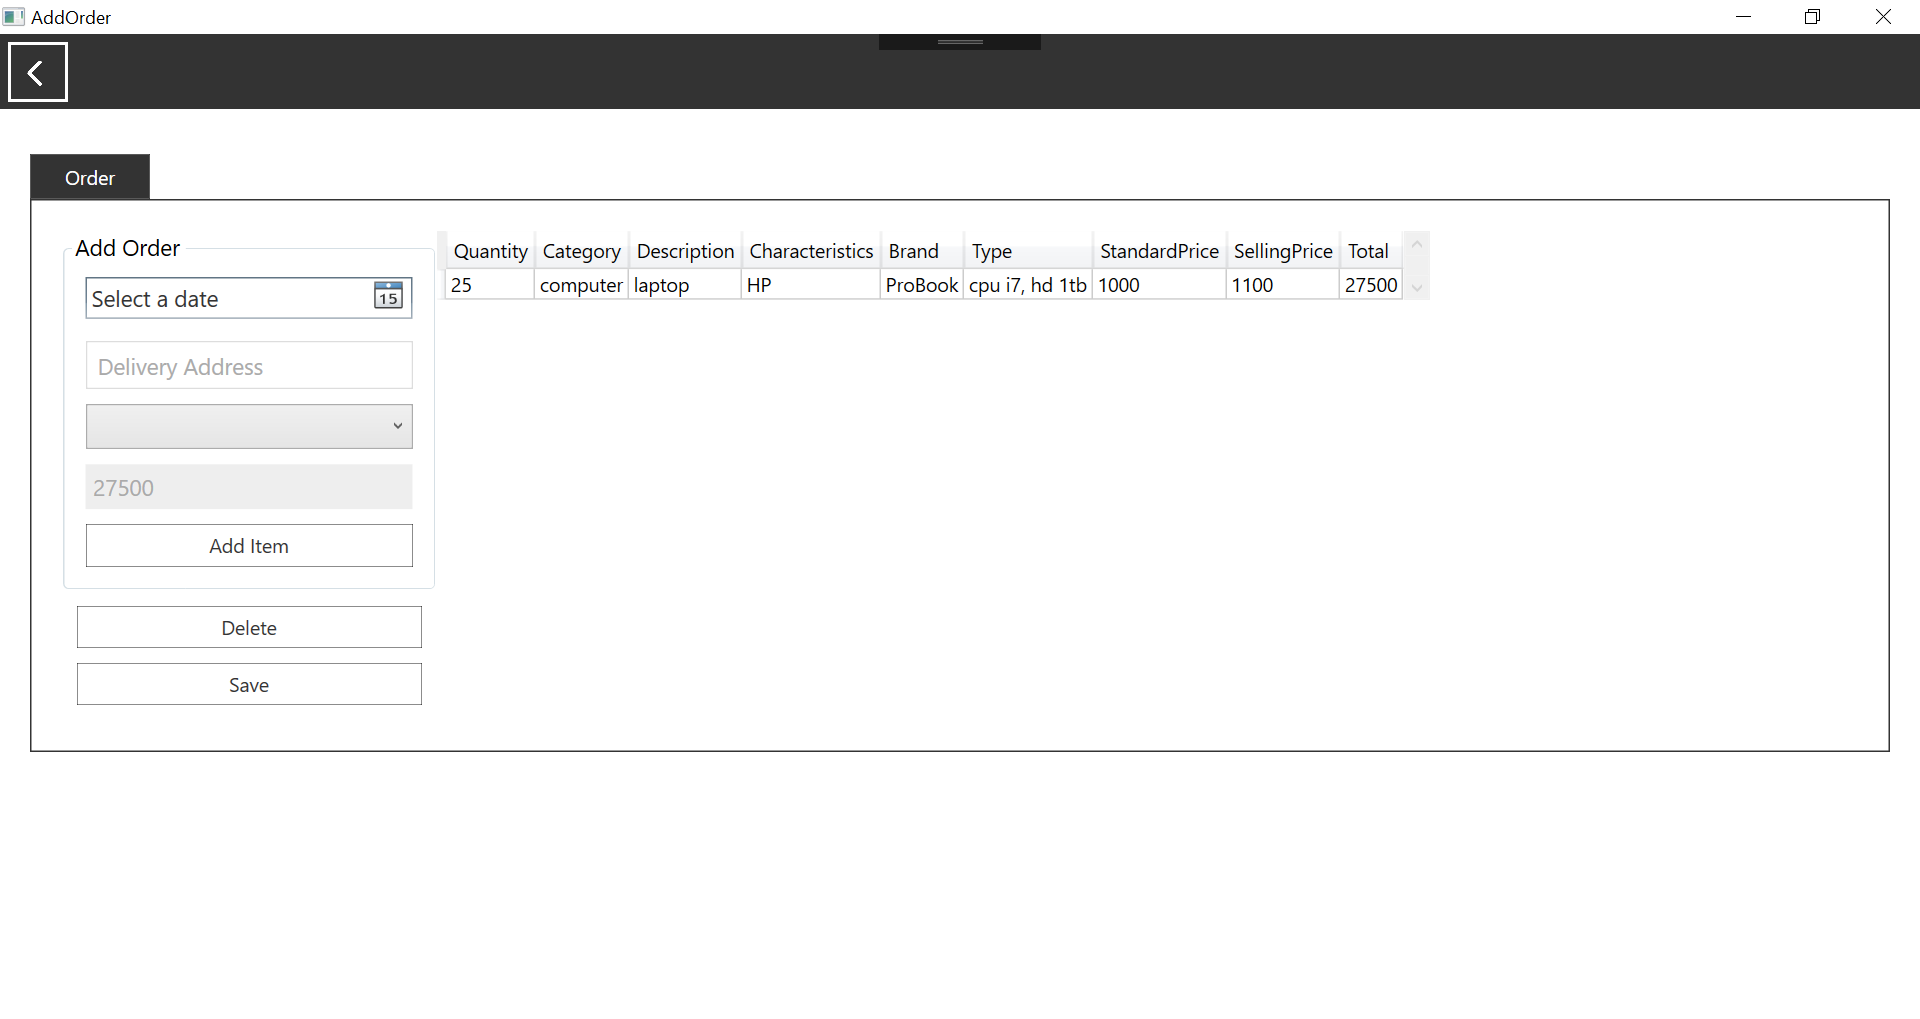 AddOrder
Order
Add Order
Select a date
15
Delivery Address
27500
Add Item
Delete
Save
Quantity Category Description Characteristics Brand Type StandardPrice SellingPrice Total
25 computer laptop HP ProBook cpu i7, hd 1tb 1000 1100 27500